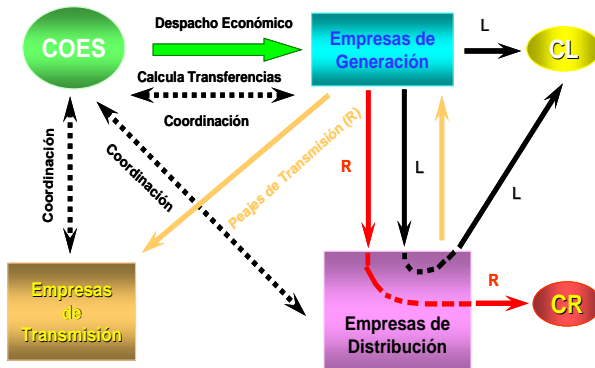 Despacho Económico
COES
Empresas de
Generación
L
CL
Calcula Transferencias
Coordinación
Coordinación
Coordinación
Peajes de Transmisión (R)
R
L
L
Empresas
de
Transmisión
Empresas de
Distribución
R
CR